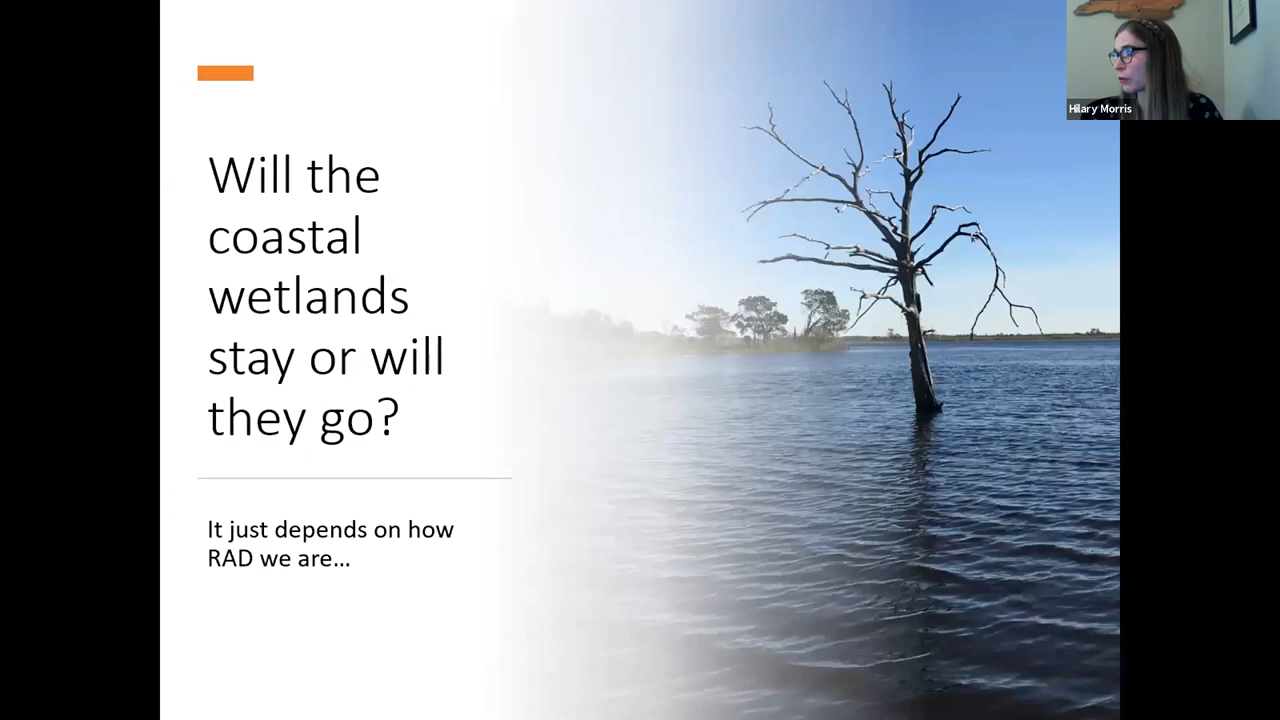 Will the
coastal
wetlands
stay or will
they go?
It just depends on how
RAD we are...
Hilary Morris